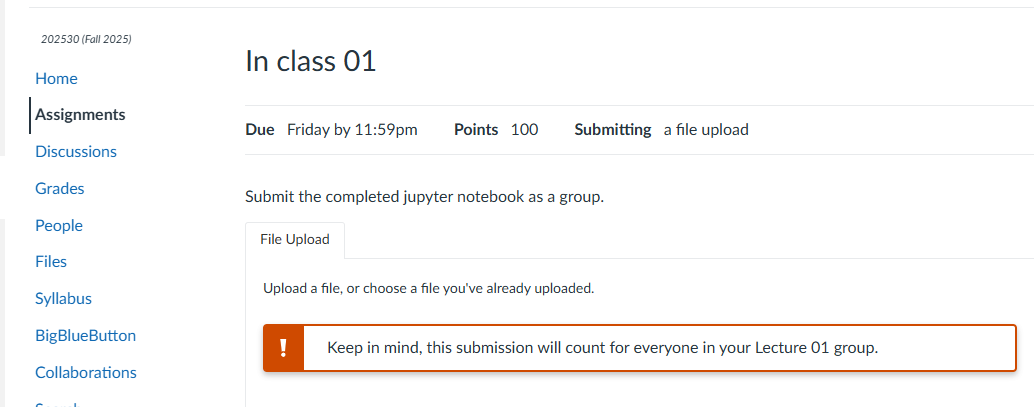 202530 (Fall 2025)
Home
Assignments
Discussions
Grades
People
Files
Syllabus
BigBlueButton
Collaborations
In class 01
Due Friday by 11:59pm Points 100 Submitting a file upload
Submit the completed jupyter notebook as a group.
File Upload
Upload a file, or choose a file you've already uploaded.
! Keep in mind, this submission will count for everyone in your Lecture 01 group.